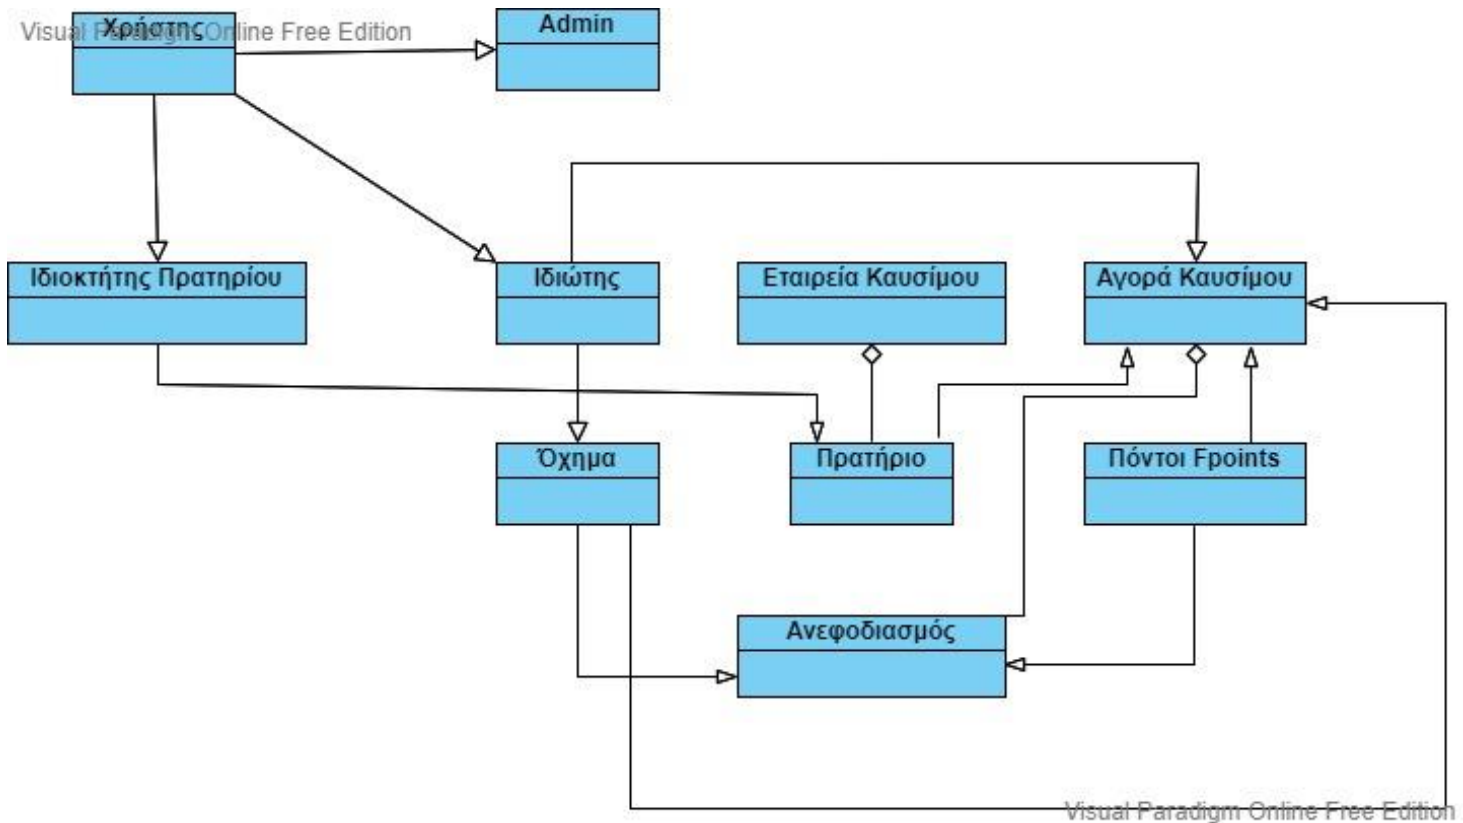 Visual Paradigm Online Free Edition
Χρήστης
Admin
Ιδιοκτήτης Πρατηρίου
Ιδιώτης
Εταιρεία Καυσίμου
Αγορά Καυσίμου
Όχημα
Πρατήριο
Πόντοι Fpoints
Ανεφοδιασμός
Visual Paradigm Online Free Edition